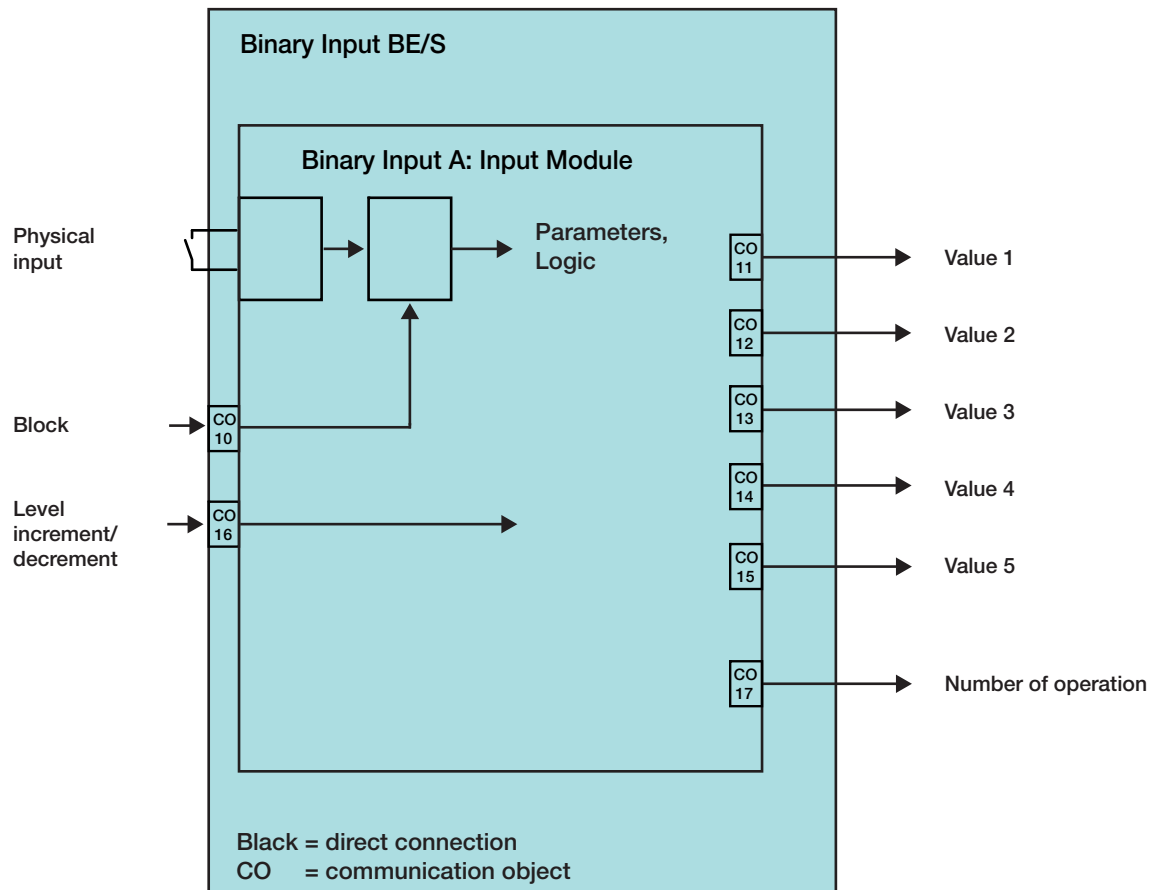 Binary Input BE/S
Binary Input A: Input Module
Physical
input
Parameters,
Logic
CO
11
Value 1
CO
12
Value 2
CO
13
Value 3
Block
CO
10
CO
14
Value 4
Level
increment/
decrement
CO
16
CO
15
Value 5
CO
17
Number of operation
Black = direct connection
CO = communication object